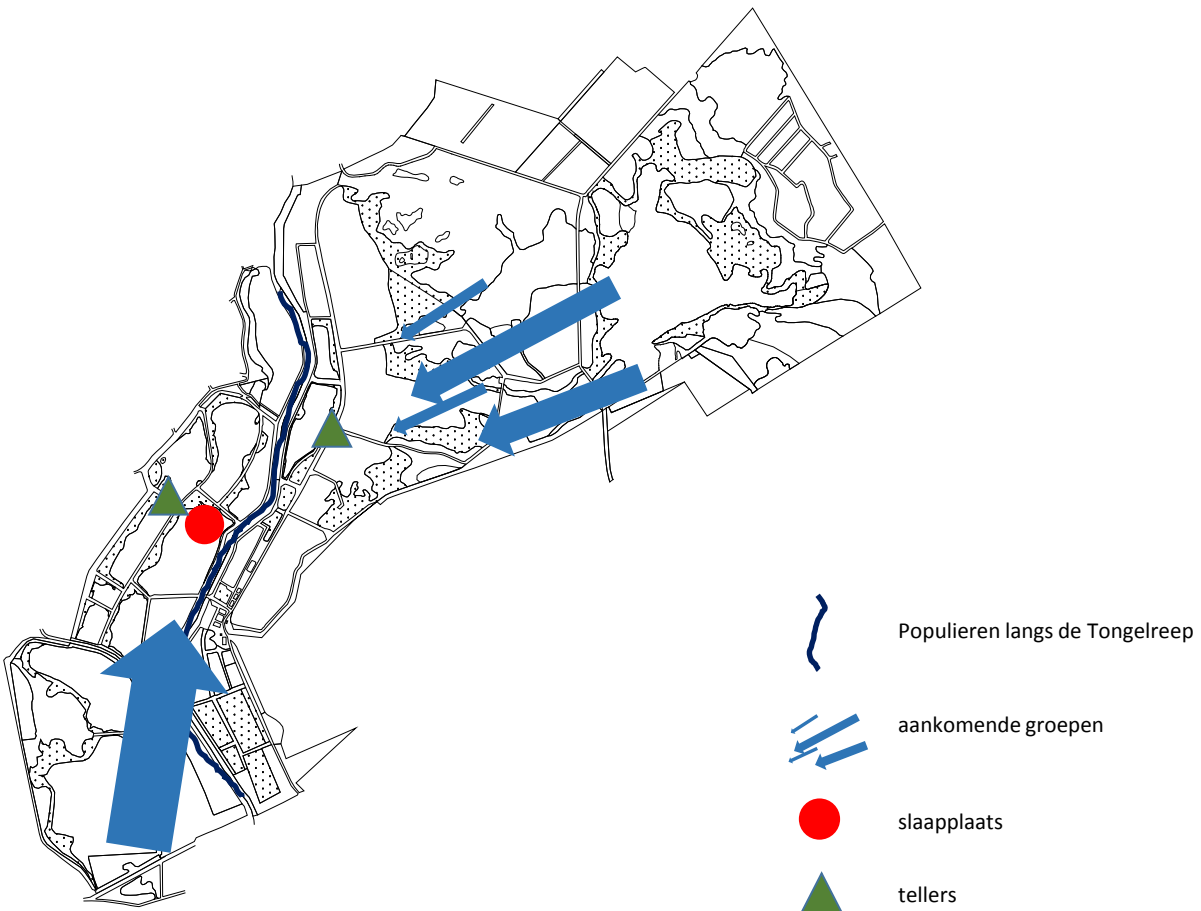 Populieren langs de Tongelreep
aankomende groepen
slaapplaats
tellers